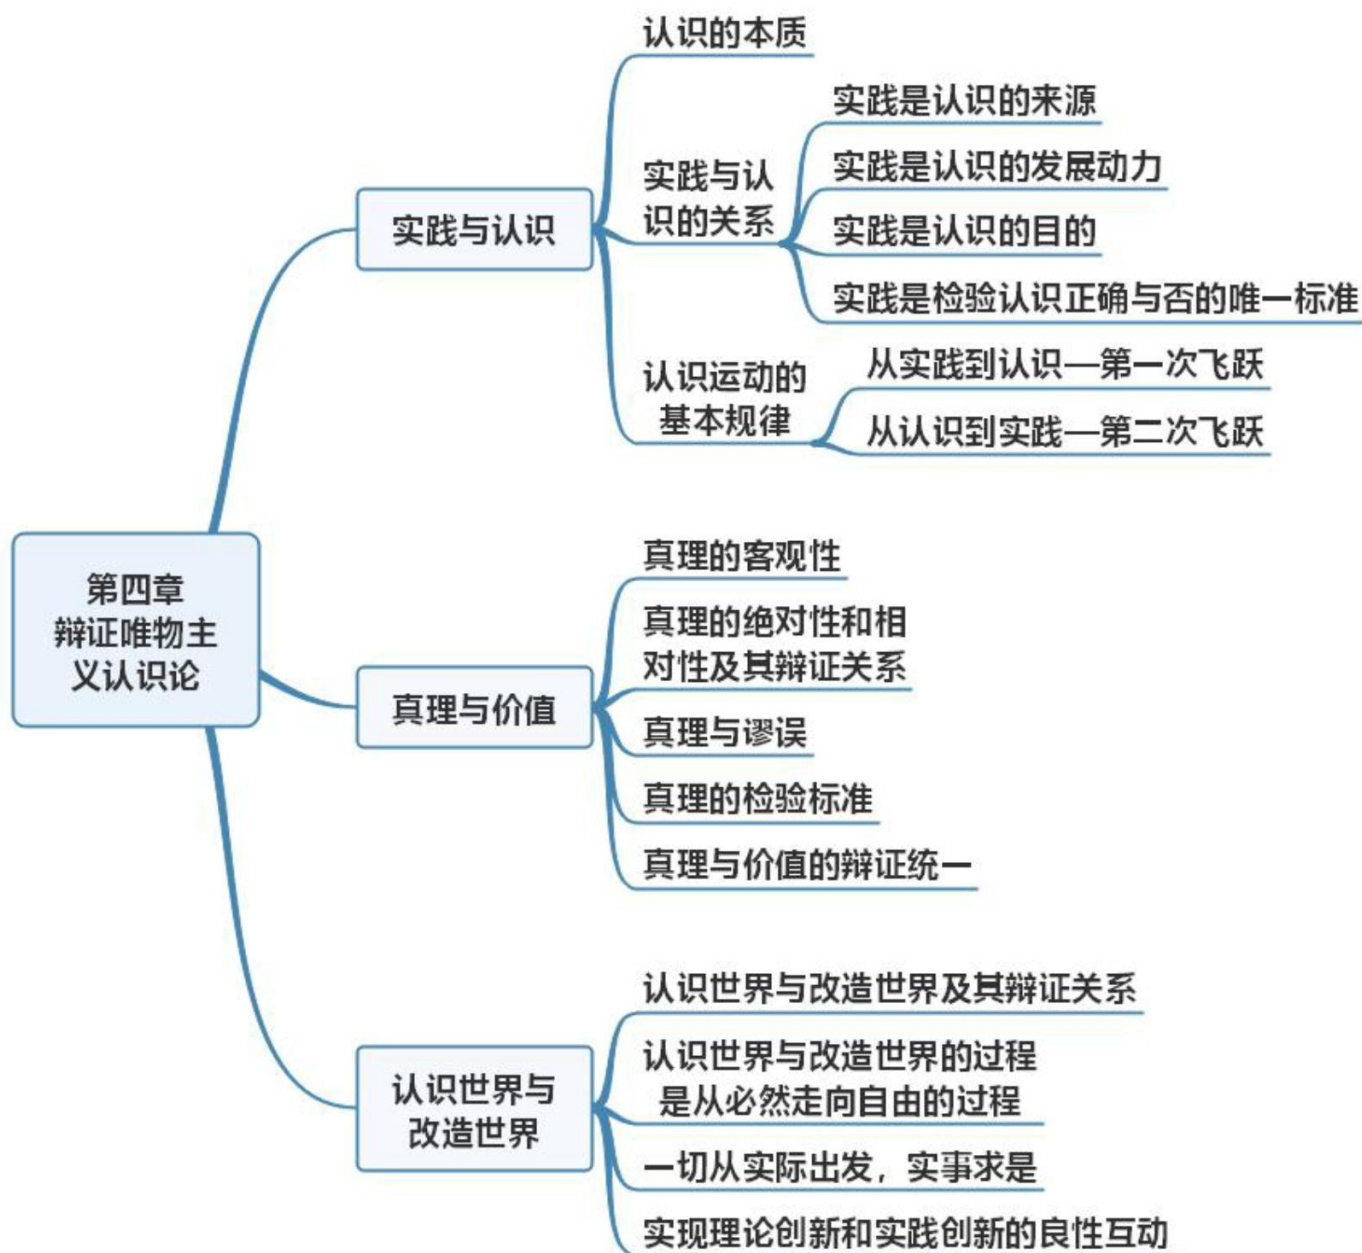 第四章
辩证唯物主
义认识论
实践与认识
认识的本质
实践与认
识的关系
实践是认识的来源
实践是认识的发展动力
实践是认识的目的
实践是检验认识正确与否的唯一标准
认识运动的
基本规律
从实践到认识—第一次飞跃
从认识到实践—第二次飞跃
真理与价值
真理的客观性
真理的绝对性和相
对性及其辩证关系
真理与谬误
真理的检验标准
真理与价值的辩证统一
认识世界与
改造世界
认识世界与改造世界及其辩证关系
认识世界与改造世界的过程
是从必然走向自由的过程
一切从实际出发，实事求是
实现理论创新和实践创新的良性互动